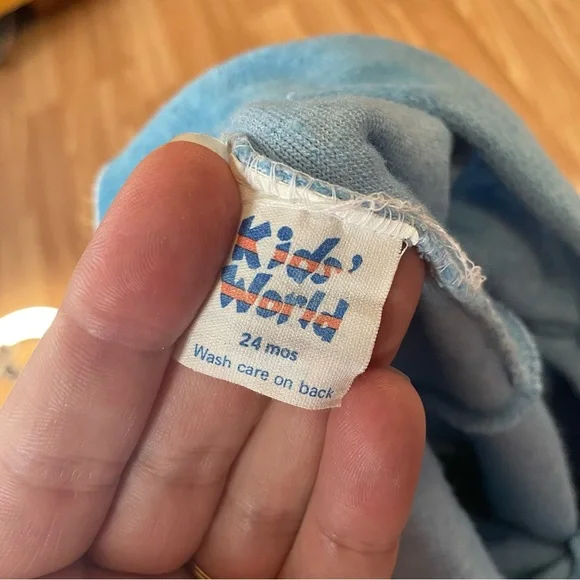 Kids'
World
24 mos
Wash care on back